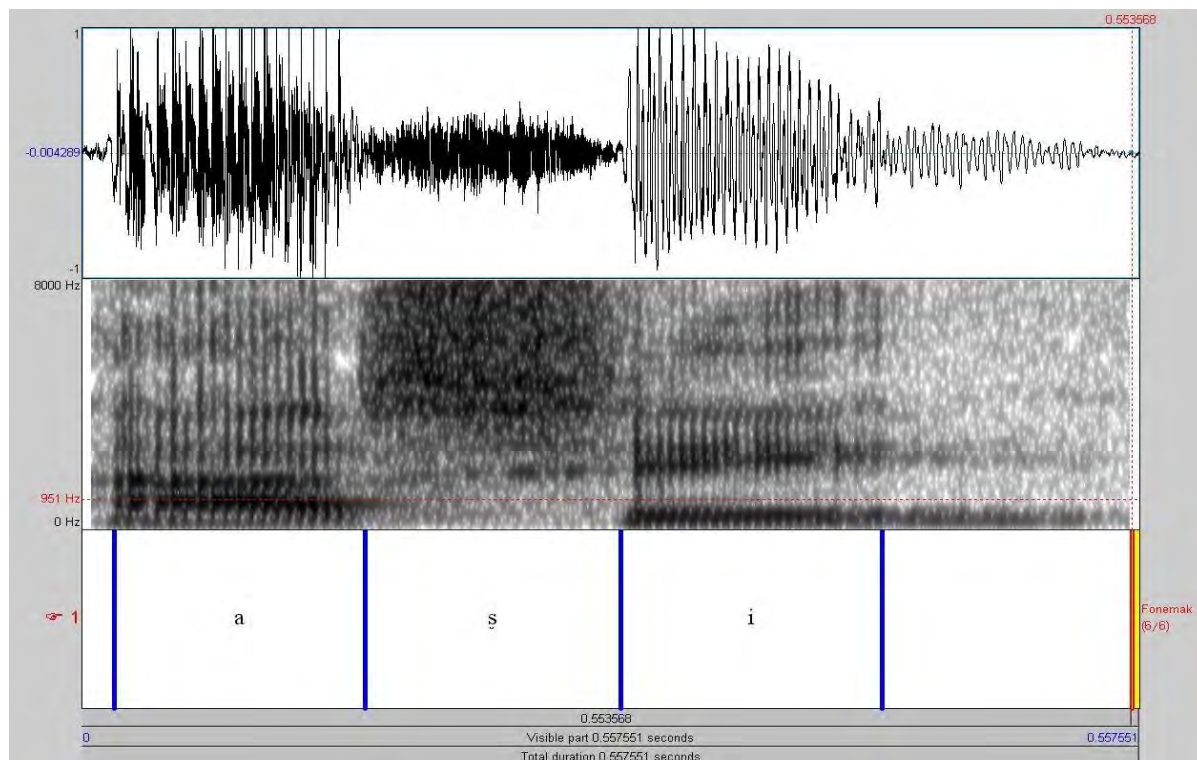 0.553568
1
-0.004289
-1
8000 Hz
951 Hz
0 Hz
☞ 1
a s̺ i
Fonemak
(6/6)
0.553568
0 Visible part 0.557551 seconds 0.557551
Total duration 0.557551 seconds